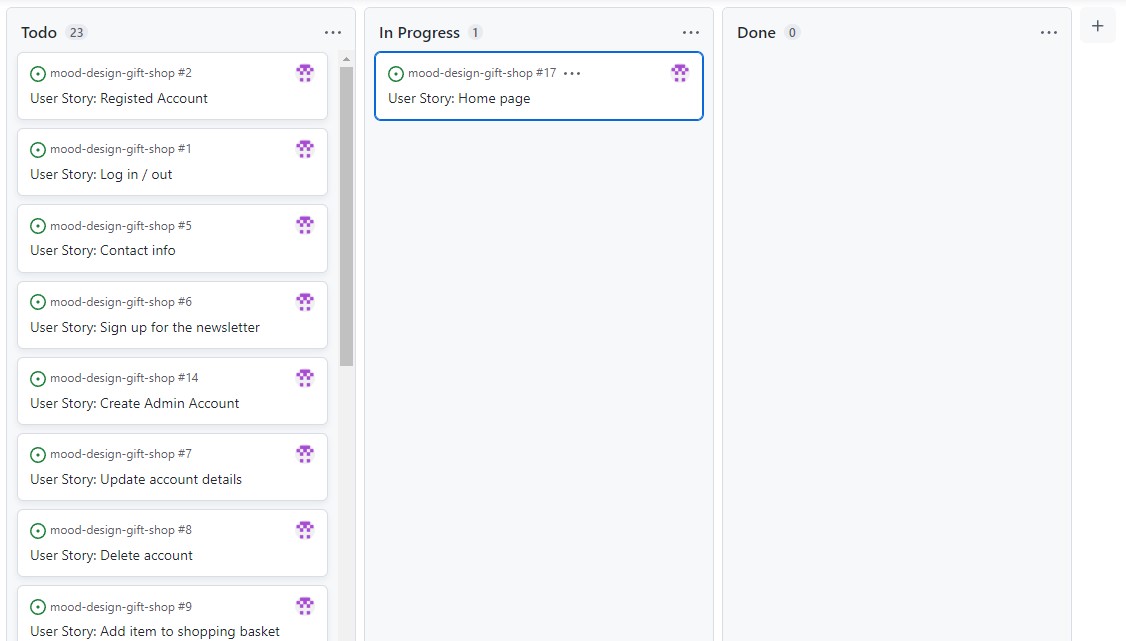 Todo 23
mood-design-gift-shop #2
User Story: Registed Account
mood-design-gift-shop #1
User Story: Log in / out
mood-design-gift-shop #5
User Story: Contact info
mood-design-gift-shop #6
User Story: Sign up for the newsletter
mood-design-gift-shop #14
User Story: Create Admin Account
mood-design-gift-shop #7
User Story: Update account details
mood-design-gift-shop #8
User Story: Delete account
mood-design-gift-shop #9
User Story: Add item to shopping basket
In Progress 1
mood-design-gift-shop #17
User Story: Home page
Done 0